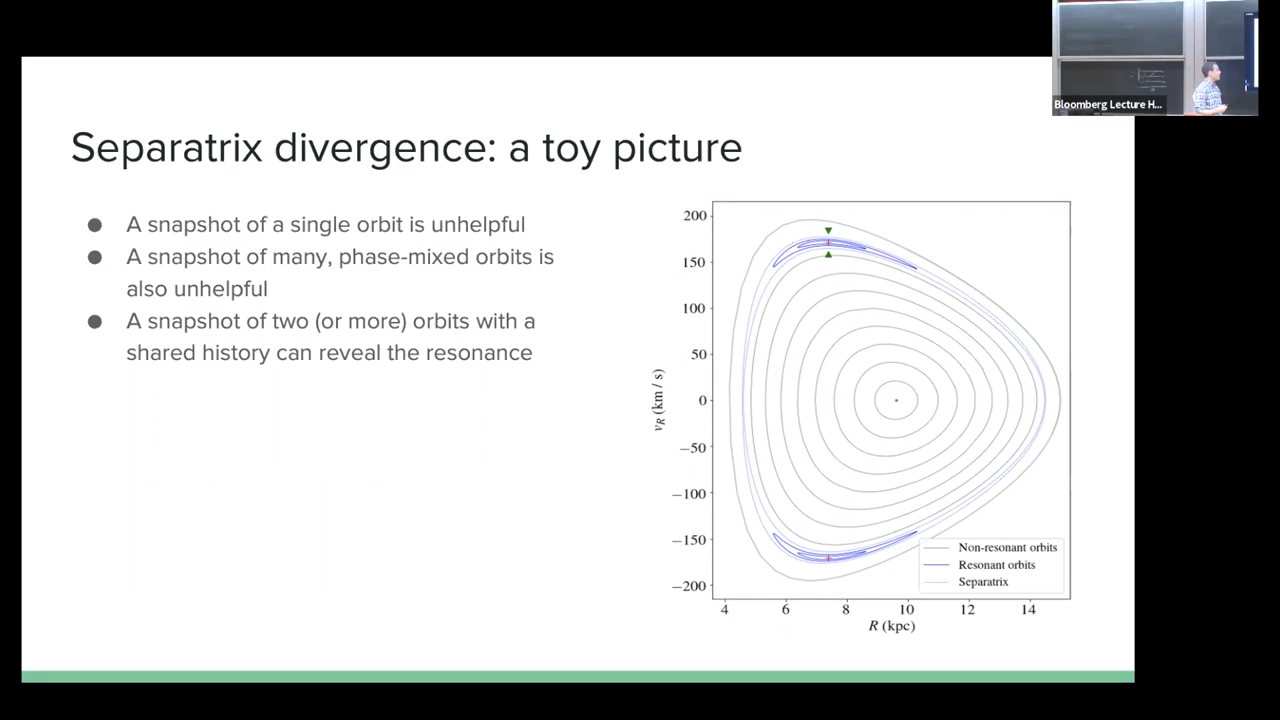 Bloomberg Lecture H...
Separatrix divergence: a toy picture
● A snapshot of a single orbit is unhelpful
● A snapshot of many, phase-mixed orbits is
also unhelpful
● A snapshot of two (or more) orbits with a
shared history can reveal the resonance
200
150
100
50
0
−50
−100
−150
−200
v_R (km / s)
4 6 8 10 12 14
R (kpc)
Non-resonant orbits
Resonant orbits
Separatrix